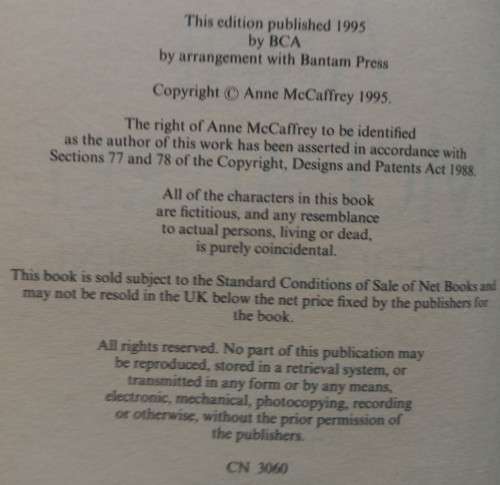 This edition published 1995
by BCA
by arrangement with Bantam Press
Copyright © Anne McCaffrey 1995.
The right of Anne McCaffrey to be identified
as the author of this work has been asserted in accordance with
Sections 77 and 78 of the Copyright, Designs and Patents Act 1988.
All of the characters in this book
are fictitious, and any resemblance
to actual persons, living or dead,
is purely coincidental.
This book is sold subject to the Standard Conditions of Sale of Net Books and
may not be resold in the UK below the net price fixed by the publishers for
the book.
All rights reserved. No part of this publication may
be reproduced, stored in a retrieval system, or
transmitted in any form or by any means,
electronic, mechanical, photocopying, recording
or otherwise, without the prior permission of
the publishers.
CN 3060